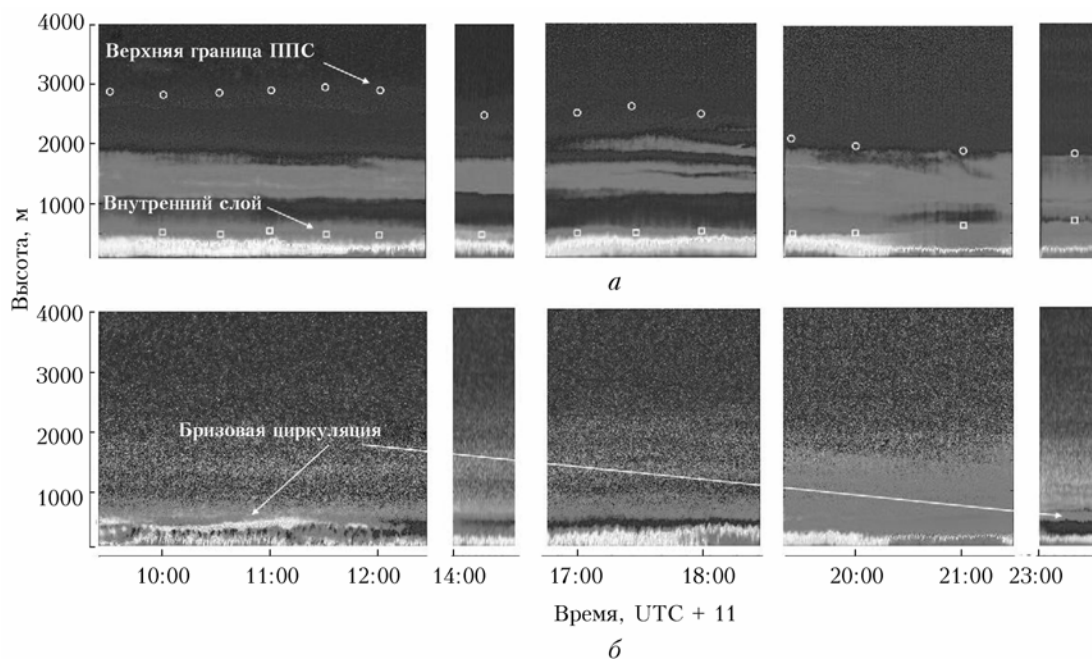 4000
Верхняя граница ППС
3000
2000
Внутренний слой
1000
Высота, м
а
4000
3000
Бризовая циркуляция
2000
1000
10:00 11:00 12:00 14:00 17:00 18:00 20:00 21:00 23:00
Время, UTC + 11
б